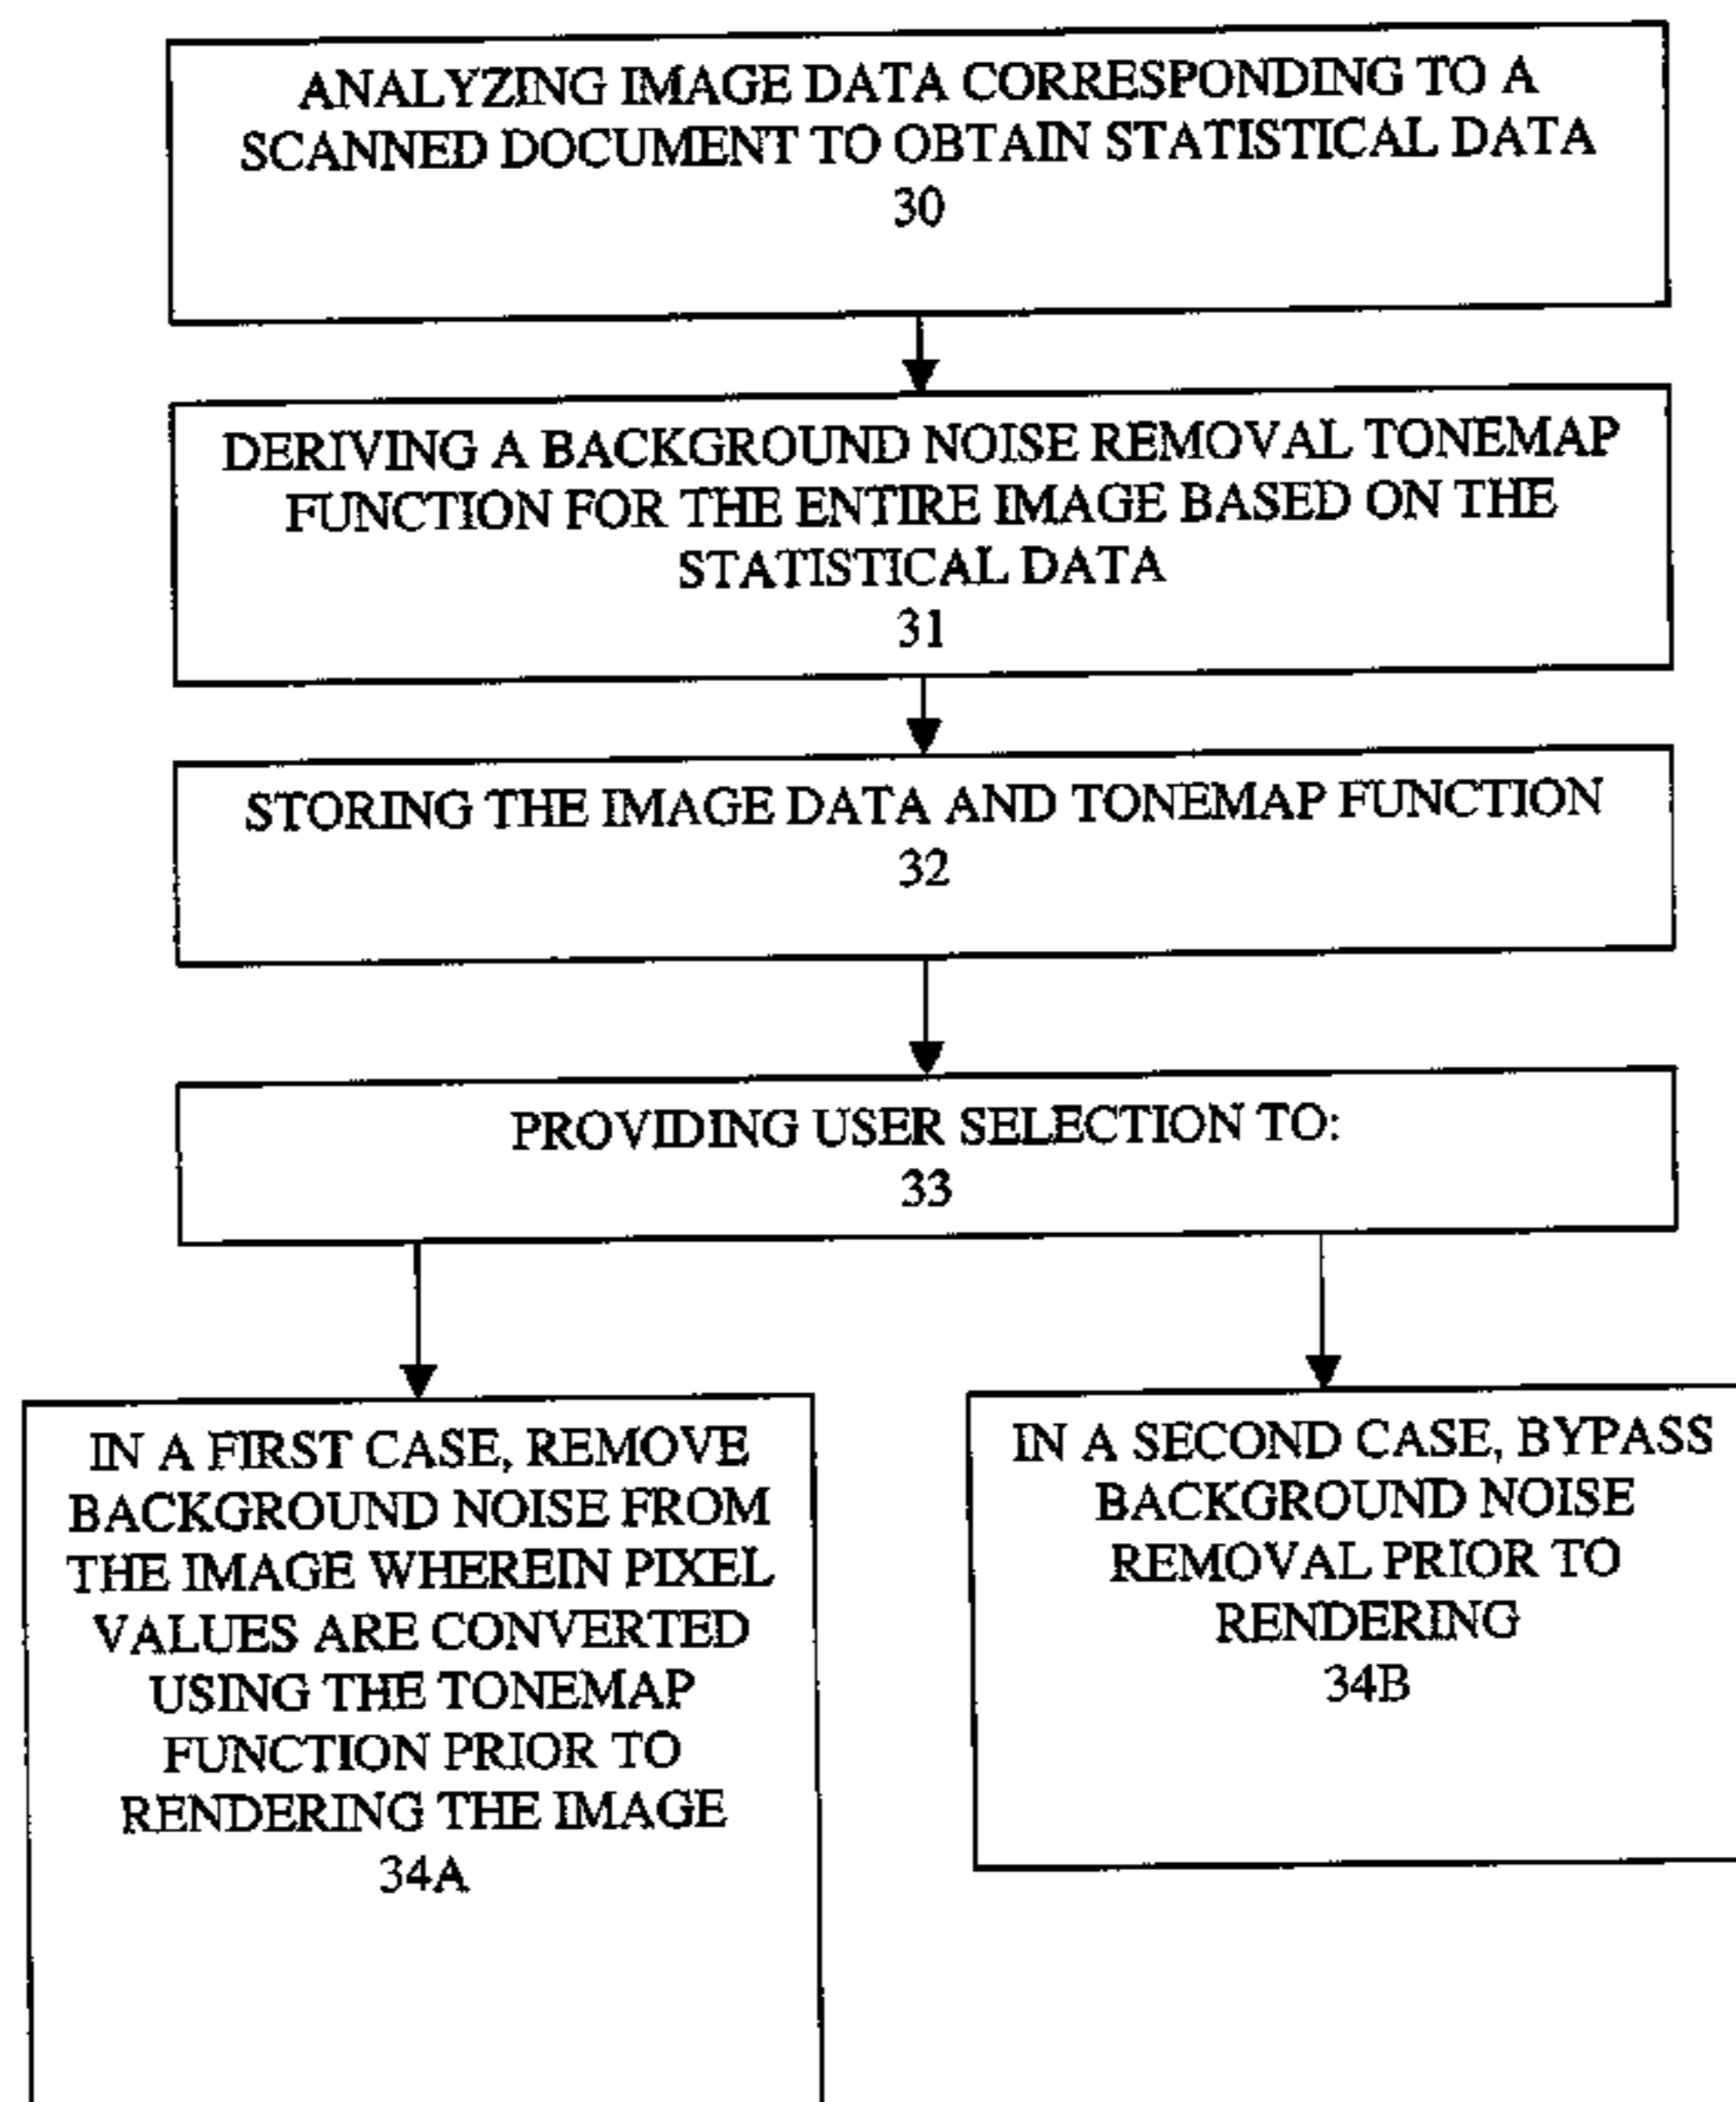 ANALYZING IMAGE DATA CORRESPONDING TO A
SCANNED DOCUMENT TO OBTAIN STATISTICAL DATA
30
DERIVING A BACKGROUND NOISE REMOVAL TONEMAP
FUNCTION FOR THE ENTIRE IMAGE BASED ON THE
STATISTICAL DATA
31
STORING THE IMAGE DATA AND TONEMAP FUNCTION
32
PROVIDING USER SELECTION TO:
33
IN A FIRST CASE, REMOVE
BACKGROUND NOISE FROM
THE IMAGE WHEREIN PIXEL
VALUES ARE CONVERTED
USING THE TONEMAP
FUNCTION PRIOR TO
RENDERING THE IMAGE
34A
IN A SECOND CASE, BYPASS
BACKGROUND NOISE
REMOVAL PRIOR TO
RENDERING
34B